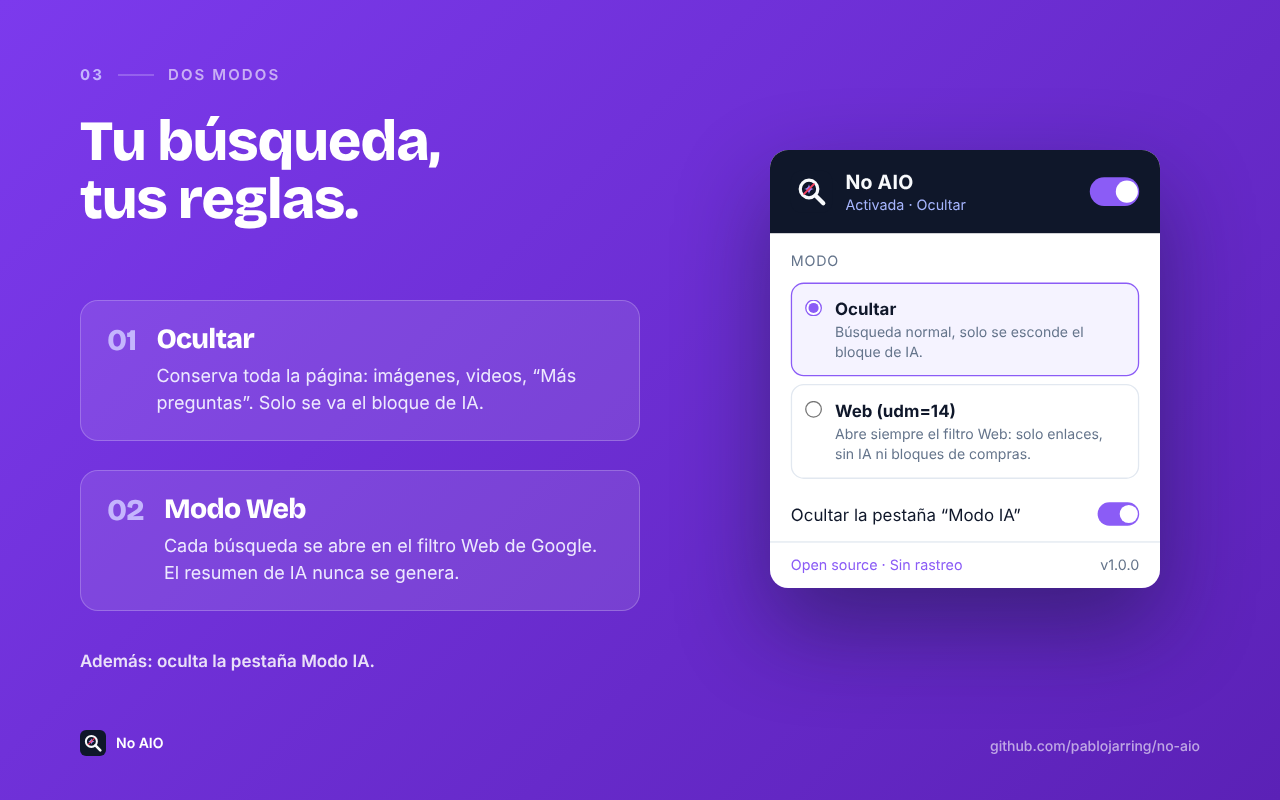 03 DOS MODOS
Tu búsqueda,
tus reglas.
01 Ocultar
Conserva toda la página: imágenes, videos, “Más
preguntas”. Solo se va el bloque de IA.
02 Modo Web
Cada búsqueda se abre en el filtro Web de Google.
El resumen de IA nunca se genera.
Además: oculta la pestaña Modo IA.
No AIO
No AIO
Activada · Ocultar
MODO
Ocultar
Búsqueda normal, solo se esconde el
bloque de IA.
Web (udm=14)
Abre siempre el filtro Web: solo enlaces,
sin IA ni bloques de compras.
Ocultar la pestaña “Modo IA”
Open source · Sin rastreo v1.0.0
github.com/pablojarring/no-aio